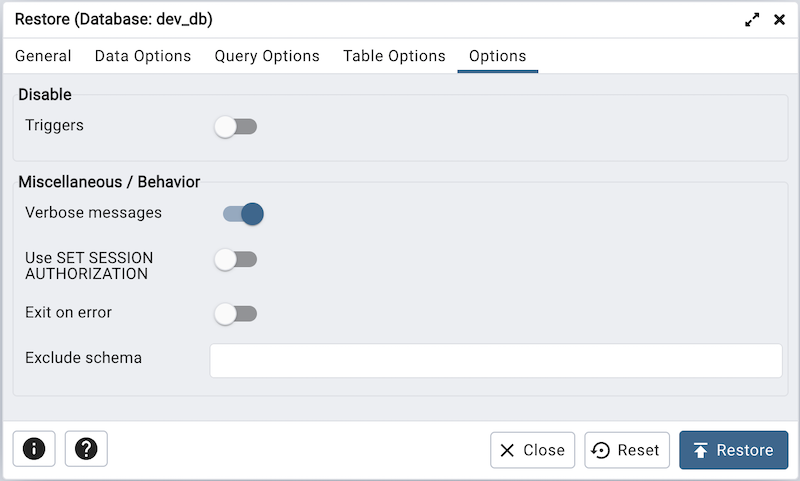 Restore (Database: dev_db)
General Data Options Query Options Table Options Options
Disable
Triggers
Miscellaneous / Behavior
Verbose messages
Use SET SESSION
AUTHORIZATION
Exit on error
Exclude schema
Close Reset Restore